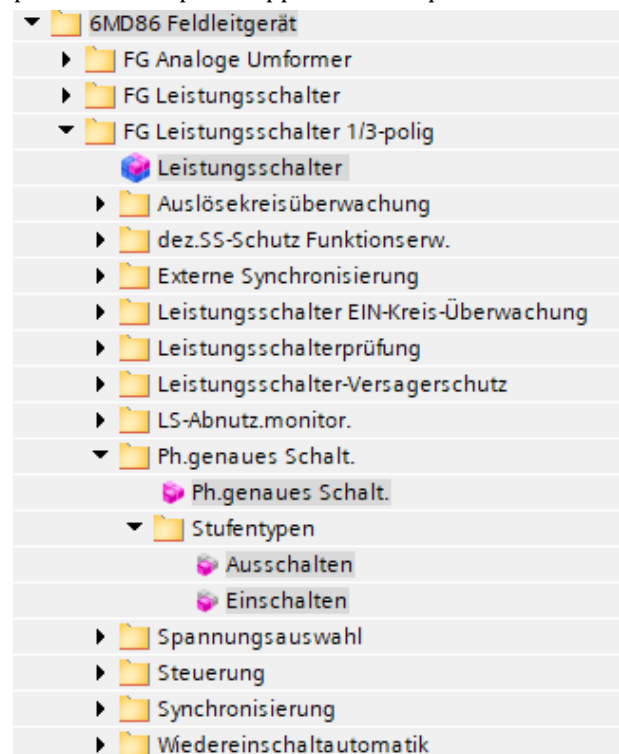 6MD86 Feldleitgerät
FG Analoge Umformer
FG Leistungsschalter
FG Leistungsschalter 1/3-polig
Leistungsschalter
Auslösekreisüberwachung
dez.SS-Schutz Funktionserw.
Externe Synchronisierung
Leistungsschalter EIN-Kreis-Überwachung
Leistungsschalterprüfung
Leistungsschalter-Versagerschutz
LS-Abnutz.monitor.
Ph.genaues Schalt.
Ph.genaues Schalt.
Stufentypen
Ausschalten
Einschalten
Spannungsauswahl
Steuerung
Synchronisierung
Wiedereinschaltautomatik